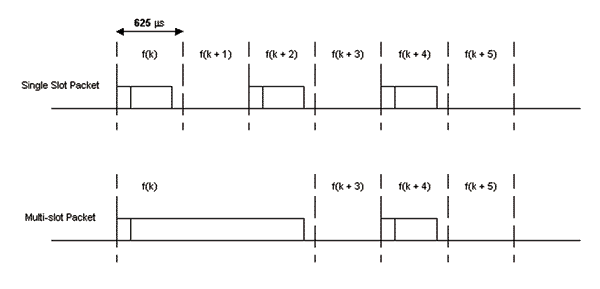 625 µs
f(k) f(k + 1) f(k + 2) f(k + 3) f(k + 4) f(k + 5)
Single Slot Packet
f(k) f(k + 3) f(k + 4) f(k + 5)
Multi-slot Packet